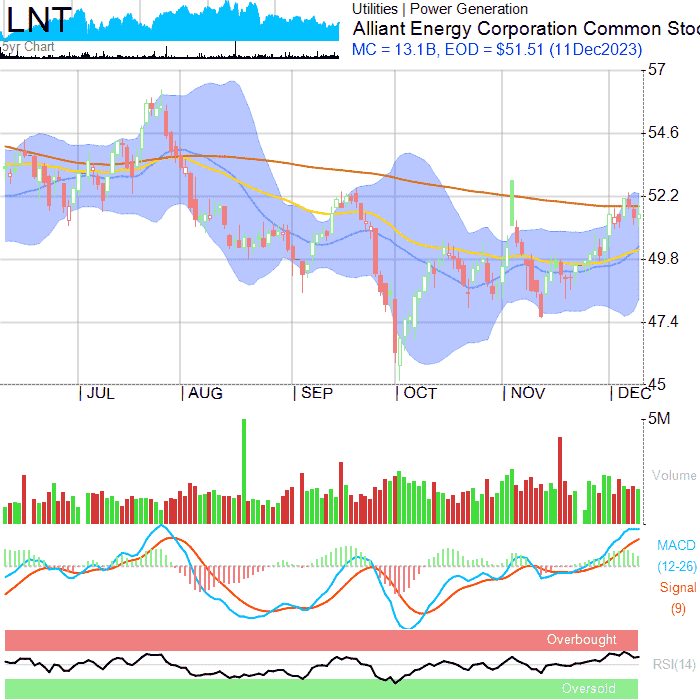 LNT
5yr Chart
Utilities | Power Generation
Alliant Energy Corporation Common Stoc
MC = 13.1B, EOD = $51.51 (11Dec2023)
57
54.6
52.2
49.8
47.4
45
| JUL | AUG | SEP | OCT | NOV | DEC
5M
Volume
MACD
(12-26)
Signal
(9)
Overbought
RSI(14)
Oversold